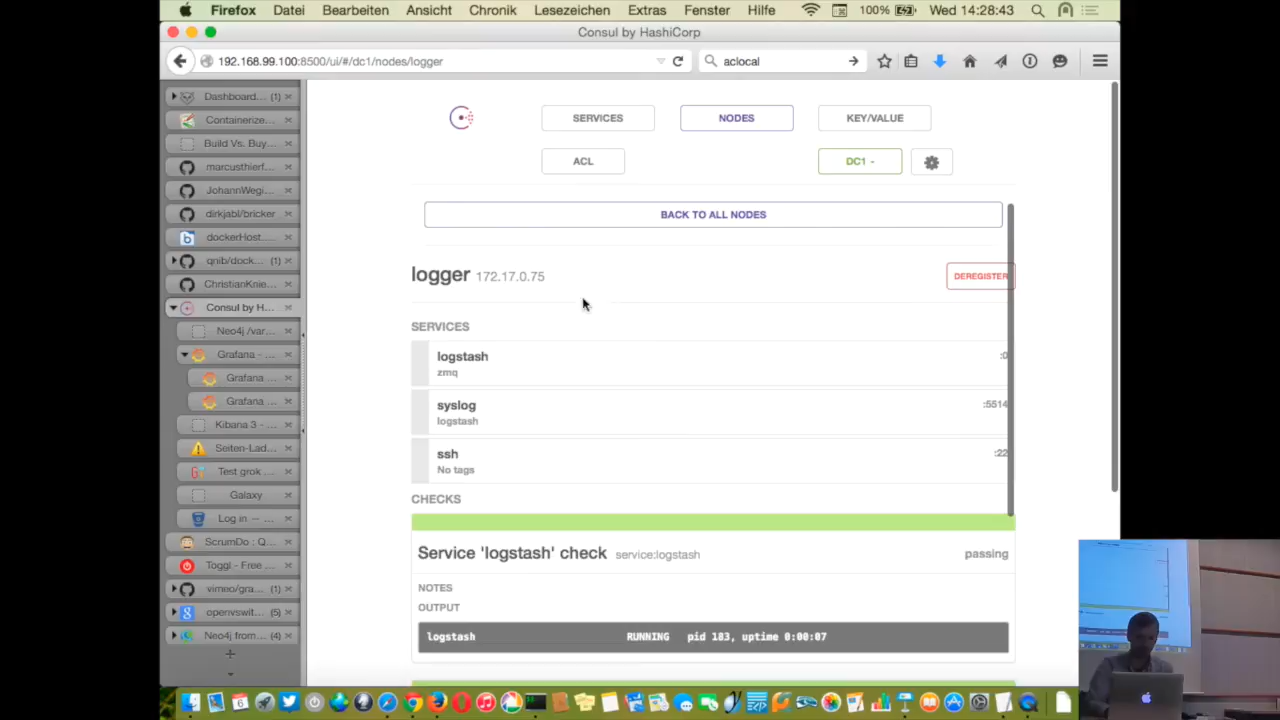 Firefox Datei Bearbeiten Ansicht Chronik Lesezeichen Extras Fenster Hilfe 100% Wed 14:28:43
Consul by HashiCorp
192.168.99.100:8500/ui/#/dc1/nodes/logger
aclocal
Dashboard... (1)
Containerize...
Build Vs. Buy...
marcusthierf...
JohannWegi...
dirkjabl/bricker
dockerHost....
qnib/dock... (1)
ChristianKnie...
Consul by H...
Neo4j /var...
Grafana - ...
Grafana ...
Grafana ...
Kibana 3 - ...
Seiten-Lad...
Test grok ...
Galaxy
Log in — ...
ScrumDo : Q...
Toggl - Free ...
vimeo/gra... (1)
openvswit... (5)
Neo4j from... (4)
SERVICES NODES KEY/VALUE
ACL DC1
BACK TO ALL NODES
logger 172.17.0.75 DEREGISTER
SERVICES
logstash :0
zmq
syslog :5514
logstash
ssh :22
No tags
CHECKS
Service 'logstash' check service:logstash passing
NOTES
OUTPUT
logstash RUNNING pid 183, uptime 0:00:07